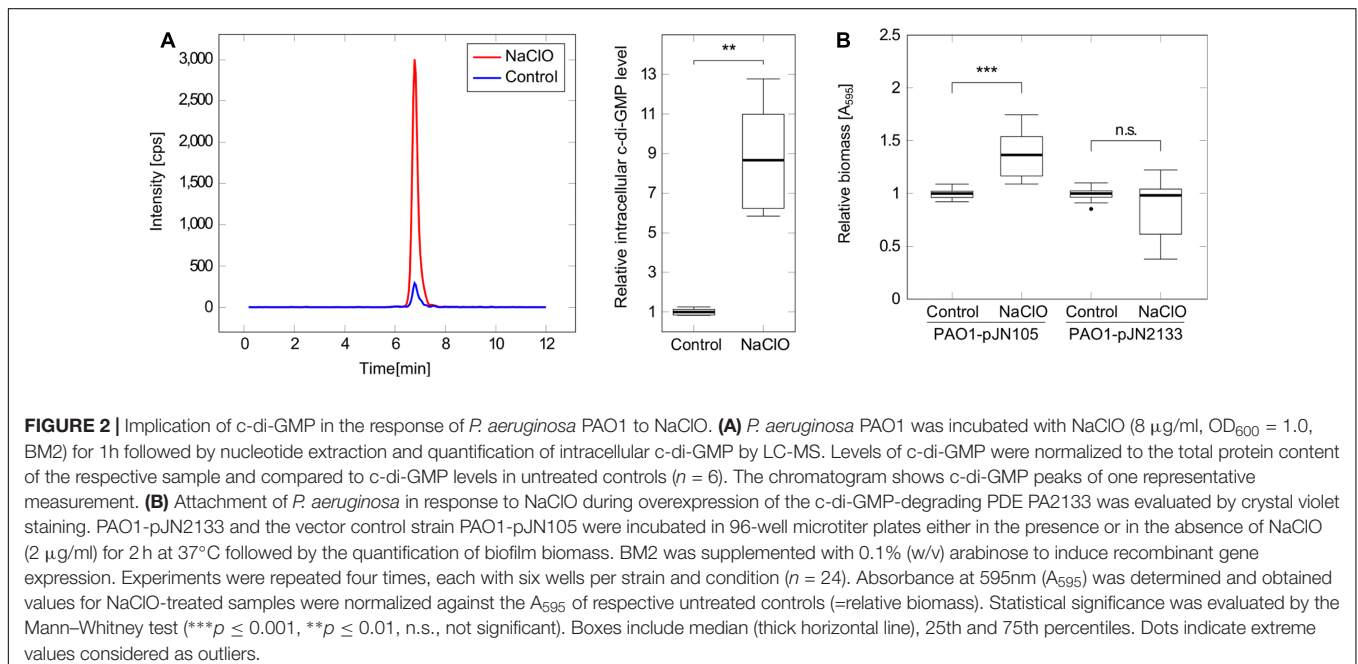 A
3,000
2,500
2,000
1,500
1,000
500
0
Intensity [cps]
NaClO
Control
0 2 4 6 8 10 12
Time[min]
Relative intracellular c-di-GMP level
13
11
9
7
5
3
1
**
Control NaClO
B
Relative biomass [A595]
2.5
2
1.5
1
0.5
0
***
n.s.
Control NaClO Control NaClO
PAO1-pJN105 PAO1-pJN2133
FIGURE 2 | Implication of c-di-GMP in the response of P. aeruginosa PAO1 to NaClO. (A) P. aeruginosa PAO1 was incubated with NaClO (8 μg/ml, OD600 = 1.0,
BM2) for 1h followed by nucleotide extraction and quantification of intracellular c-di-GMP by LC-MS. Levels of c-di-GMP were normalized to the total protein content
of the respective sample and compared to c-di-GMP levels in untreated controls (n = 6). The chromatogram shows c-di-GMP peaks of one representative
measurement. (B) Attachment of P. aeruginosa in response to NaClO during overexpression of the c-di-GMP-degrading PDE PA2133 was evaluated by crystal violet
staining. PAO1-pJN2133 and the vector control strain PAO1-pJN105 were incubated in 96-well microtiter plates either in the presence or in the absence of NaClO
(2 μg/ml) for 2 h at 37°C followed by the quantification of biofilm biomass. BM2 was supplemented with 0.1% (w/v) arabinose to induce recombinant gene
expression. Experiments were repeated four times, each with six wells per strain and condition (n = 24). Absorbance at 595nm (A595) was determined and obtained
values for NaClO-treated samples were normalized against the A595 of respective untreated controls (=relative biomass). Statistical significance was evaluated by the
Mann–Whitney test (***p ≤ 0.001, **p ≤ 0.01, n.s., not significant). Boxes include median (thick horizontal line), 25th and 75th percentiles. Dots indicate extreme
values considered as outliers.